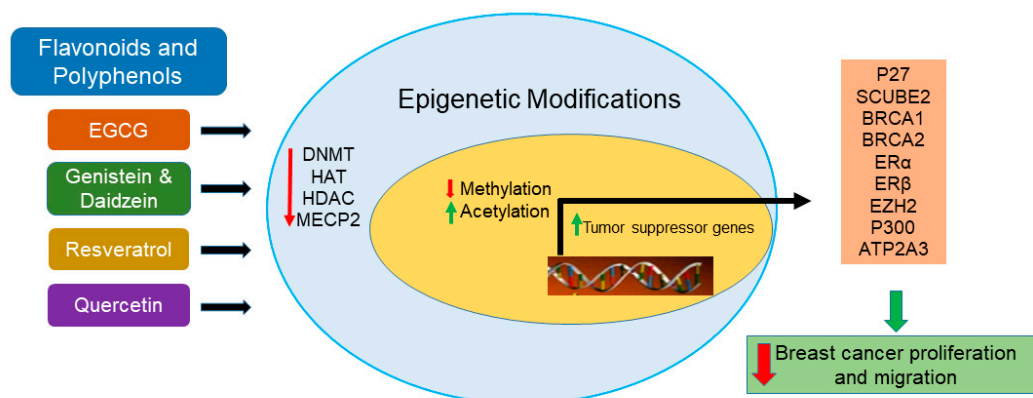 Flavonoids and
Polyphenols
EGCG
Genistein &
Daidzein
Resveratrol
Quercetin
Epigenetic Modifications
DNMT
HAT
HDAC
MECP2
Methylation
Acetylation
Tumor suppressor genes
P27
SCUBE2
BRCA1
BRCA2
ERα
ERβ
EZH2
P300
ATP2A3
Breast cancer proliferation
and migration